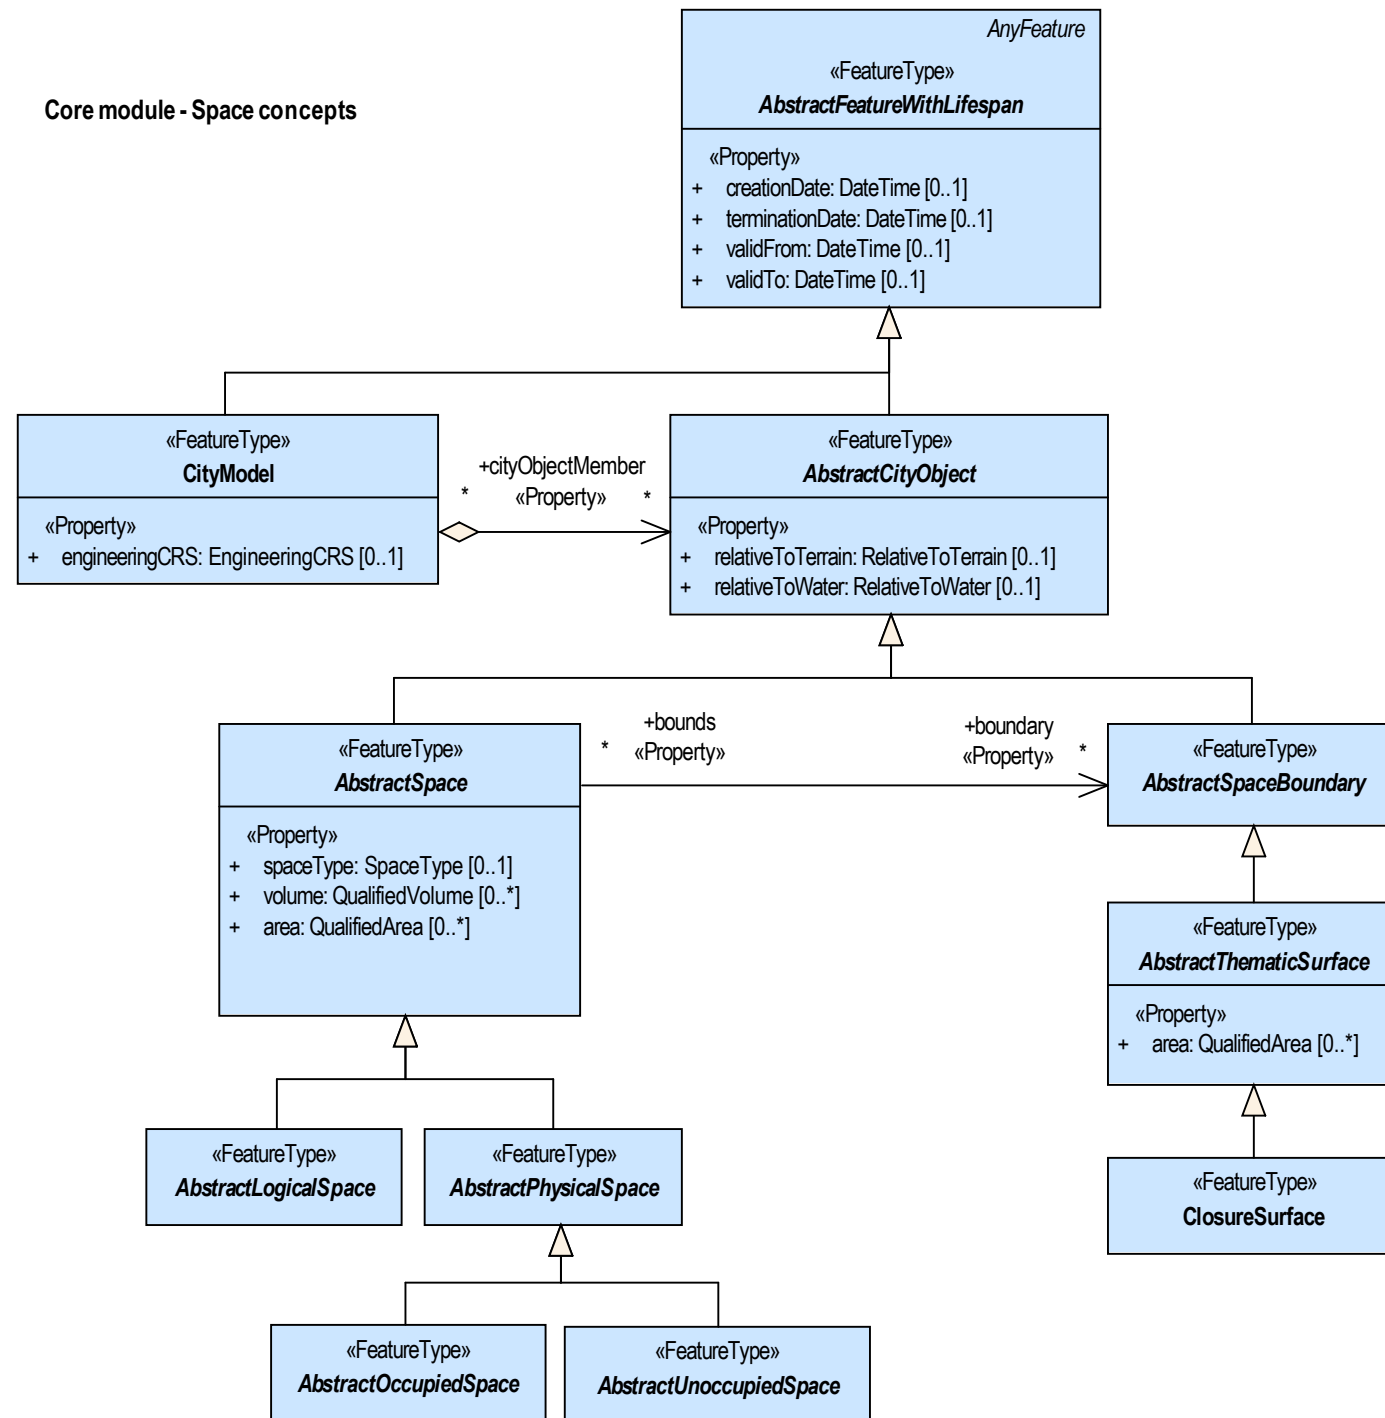 AnyFeature
«FeatureType»
AbstractFeatureWithLifespan
Core module - Space concepts
«Property»
+ creationDate: DateTime [0..1]
+ terminationDate: DateTime [0..1]
+ validFrom: DateTime [0..1]
+ validTo: DateTime [0..1]
«FeatureType»
CityModel
«Property»
+ engineeringCRS: EngineeringCRS [0..1]
+cityObjectMember
* «Property» *
«FeatureType»
AbstractCityObject
«Property»
+ relativeToTerrain: RelativeToTerrain [0..1]
+ relativeToWater: RelativeToWater [0..1]
«FeatureType»
AbstractSpace
«Property»
+ spaceType: SpaceType [0..1]
+ volume: QualifiedVolume [0..*]
+ area: QualifiedArea [0..*]
+bounds
* «Property»
+boundary
«Property» *
«FeatureType»
AbstractSpaceBoundary
«FeatureType»
AbstractThematicSurface
«Property»
+ area: QualifiedArea [0..*]
«FeatureType»
AbstractLogicalSpace
«FeatureType»
AbstractPhysicalSpace
«FeatureType»
ClosureSurface
«FeatureType»
AbstractOccupiedSpace
«FeatureType»
AbstractUnoccupiedSpace